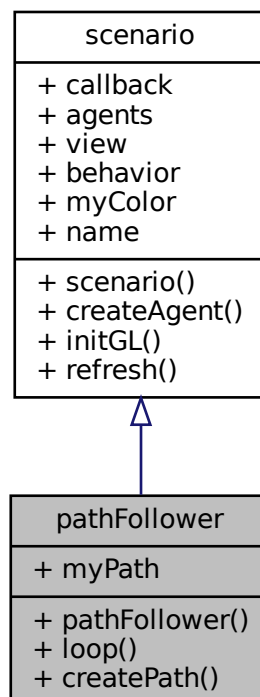 scenario
+ callback
+ agents
+ view
+ behavior
+ myColor
+ name
+ scenario()
+ createAgent()
+ initGL()
+ refresh()
pathFollower
+ myPath
+ pathFollower()
+ loop()
+ createPath()